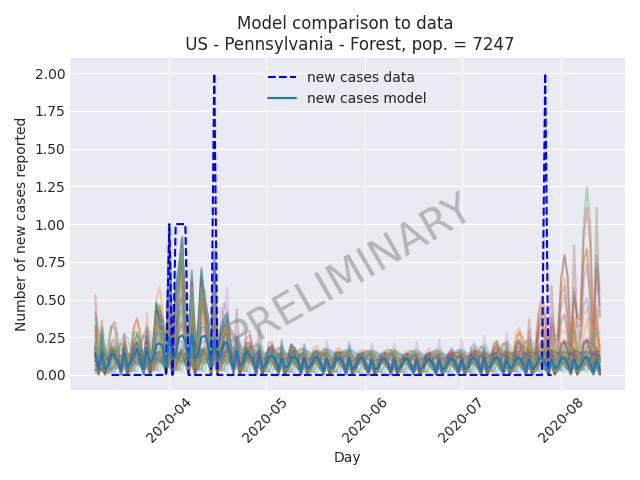 Model comparison to data
US - Pennsylvania - Forest, pop. = 7247
new cases data
new cases model
Number of new cases reported
2.00
1.75
1.50
1.25
1.00
0.75
0.50
0.25
0.00
PRELIMINARY
2020-04
2020-05
2020-06
2020-07
2020-08
Day